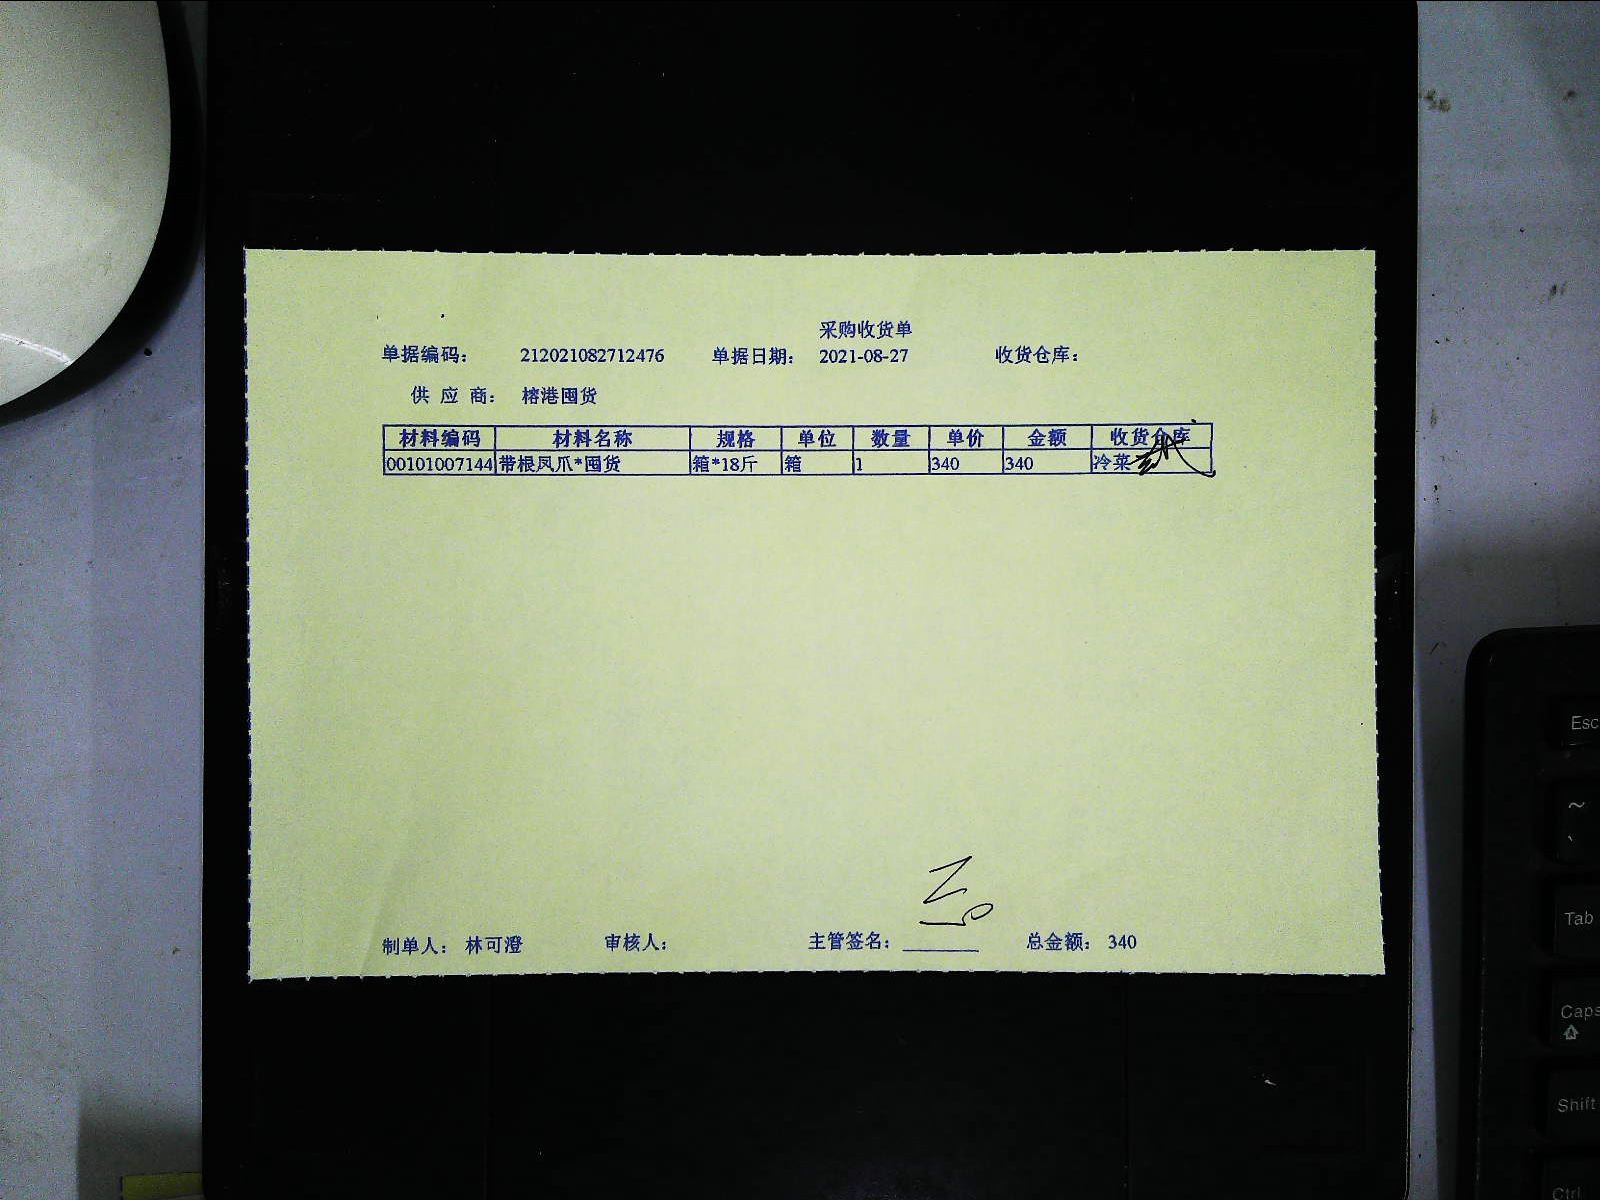 采购收货单
单据编码： 212021082712476 单据日期： 2021-08-27 收货仓库：
供 应 商： 榕港囤货
材料编码 材料名称 规格 单位 数量 单价 金额 收货仓库
00101007144 带根凤爪*囤货 箱*18斤 箱 1 340 340 冷菜
制单人： 林可澄 审核人： 主管签名： 总金额： 340
Esc
~
`
Tab
Caps
Shift
Ctrl